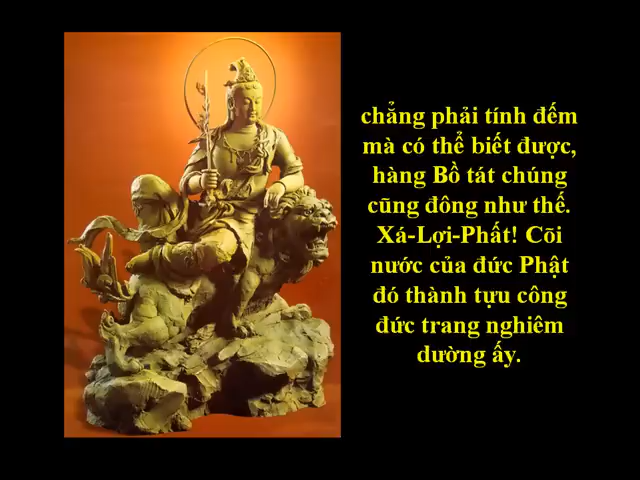 chẳng phải tính đếm
mà có thể biết được,
hàng Bồ tát chúng
cũng đông như thế.
Xá-Lợi-Phất! Cõi
nước của đức Phật
đó thành tựu công
đức trang nghiêm
dường ấy.